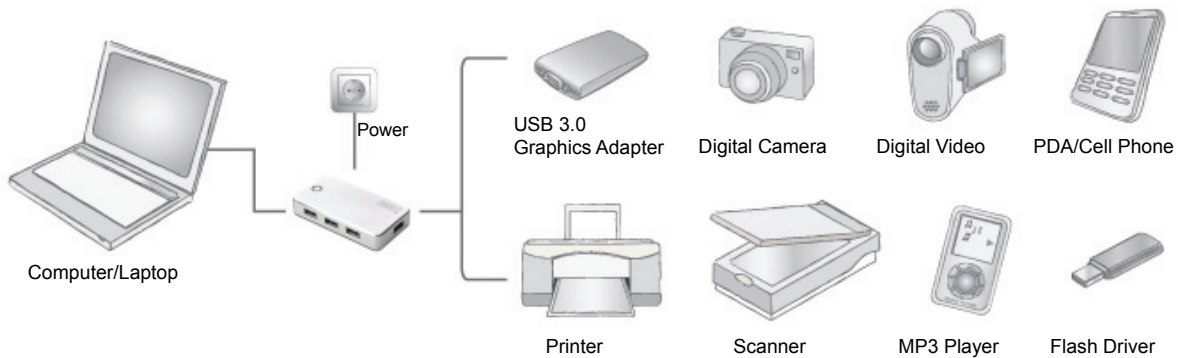 Power
USB 3.0
Graphics Adapter
Digital Camera
Digital Video
PDA/Cell Phone
Computer/Laptop
Printer
Scanner
MP3 Player
Flash Driver